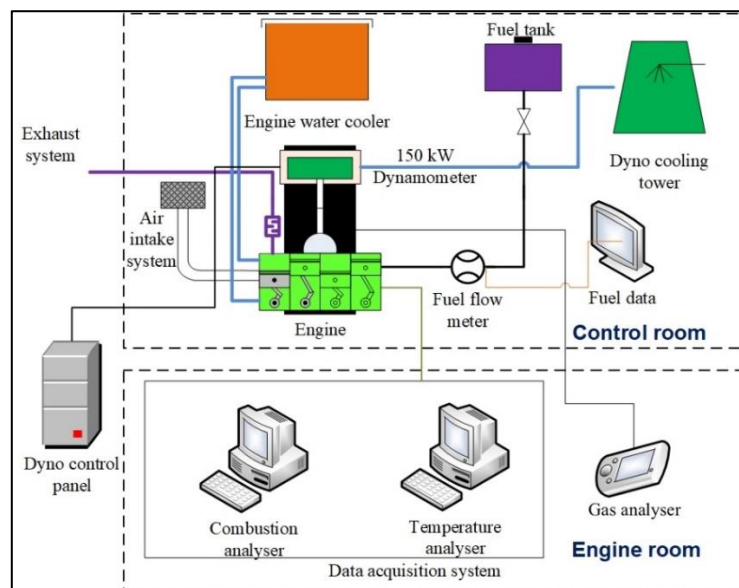 Fuel tank
Engine water cooler
Exhaust
system
150 kW
Dynamometer
Dyno cooling
tower
Air
intake
system
Fuel flow
meter
Fuel data
Engine
Control room
Dyno control
panel
Combustion
analyser
Temperature
analyser
Gas analyser
Data acquisition system
Engine room